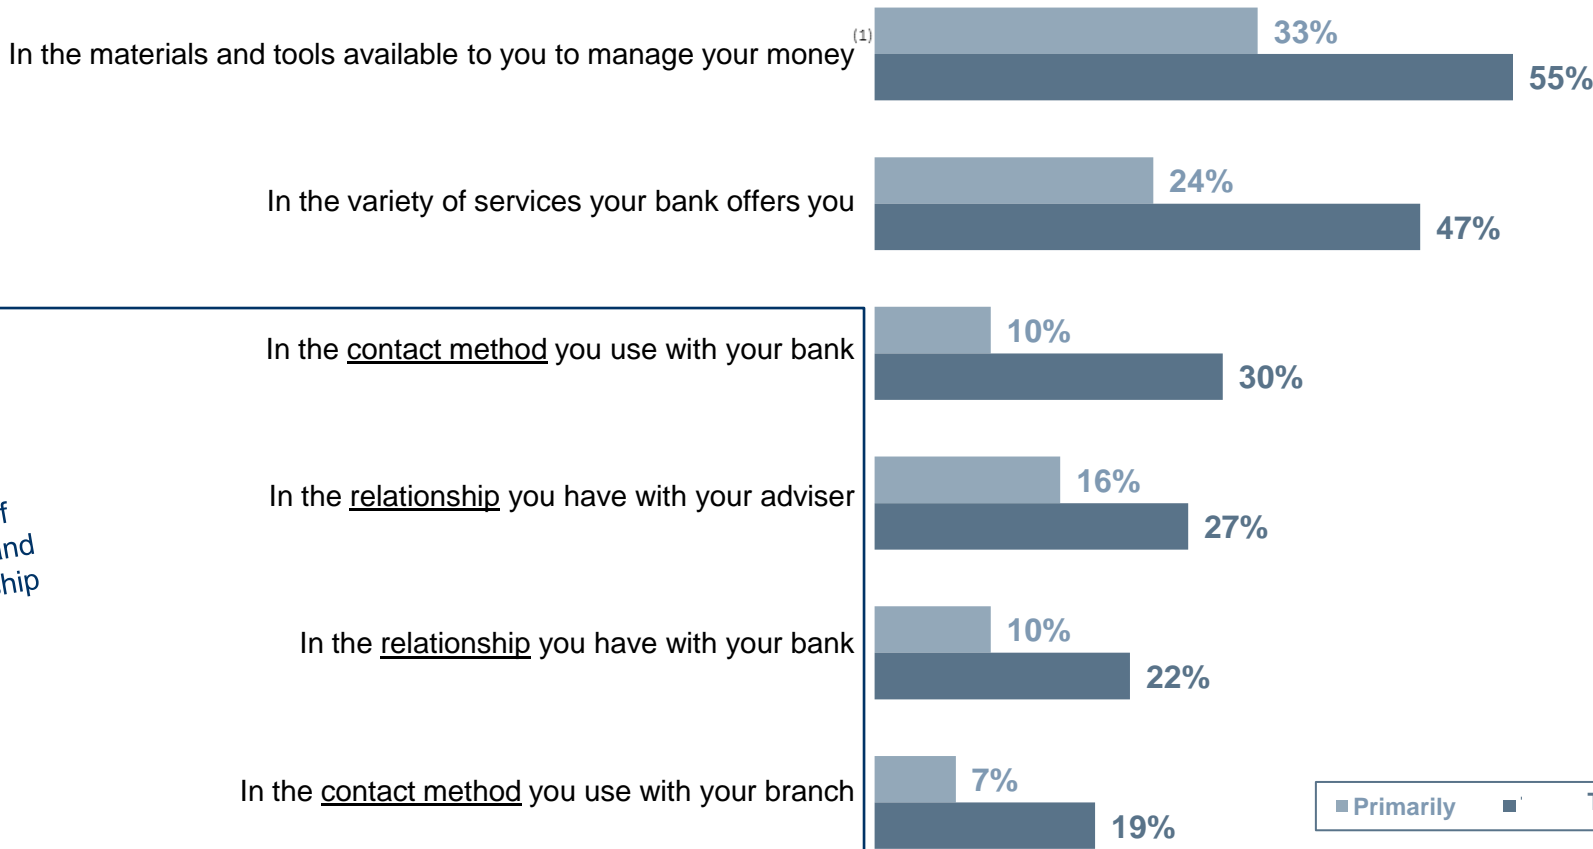 In the materials and tools available to you to manage your money (1)
33%
55%
In the variety of services your bank offers you
24%
47%
In the contact method you use with your bank
10%
30%
In the relationship you have with your adviser
16%
27%
In the relationship you have with your bank
10%
22%
In the contact method you use with your branch
7%
19%
Primarily